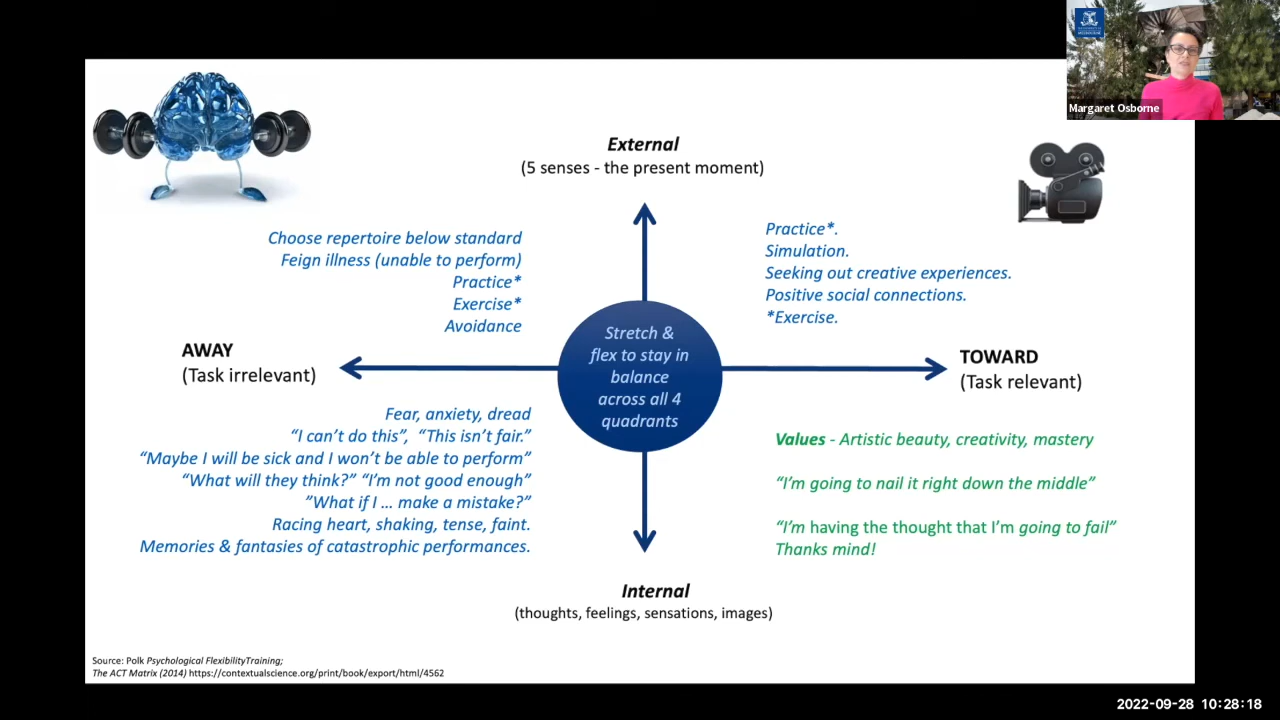 Margaret Osborne
External
(5 senses - the present moment)
Choose repertoire below standard
Feign illness (unable to perform)
Practice*
Exercise*
Avoidance
Practice*.
Simulation.
Seeking out creative experiences.
Positive social connections.
*Exercise.
AWAY
(Task irrelevant)
Stretch &
flex to stay in
balance
across all 4
quadrants
TOWARD
(Task relevant)
Fear, anxiety, dread
“I can’t do this”, “This isn’t fair.”
“Maybe I will be sick and I won’t be able to perform”
“What will they think?” “I’m not good enough”
”What if I … make a mistake?”
Racing heart, shaking, tense, faint.
Memories & fantasies of catastrophic performances.
Values - Artistic beauty, creativity, mastery
“I’m going to nail it right down the middle”
“I’m having the thought that I’m going to fail”
Thanks mind!
Internal
(thoughts, feelings, sensations, images)
Source: Polk Psychological FlexibilityTraining;
The ACT Matrix (2014) https://contextualscience.org/print/book/export/html/4562
2022-09-28 10:28:18